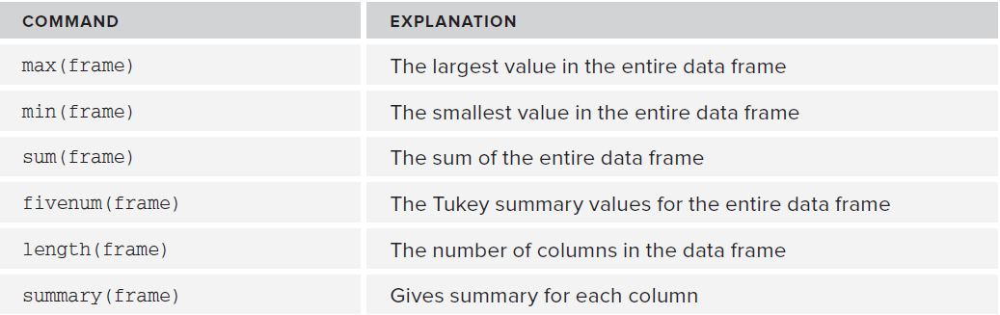 COMMAND EXPLANATION
max(frame) The largest value in the entire data frame
min(frame) The smallest value in the entire data frame
sum(frame) The sum of the entire data frame
fivenum(frame) The Tukey summary values for the entire data frame
length(frame) The number of columns in the data frame
summary(frame) Gives summary for each column